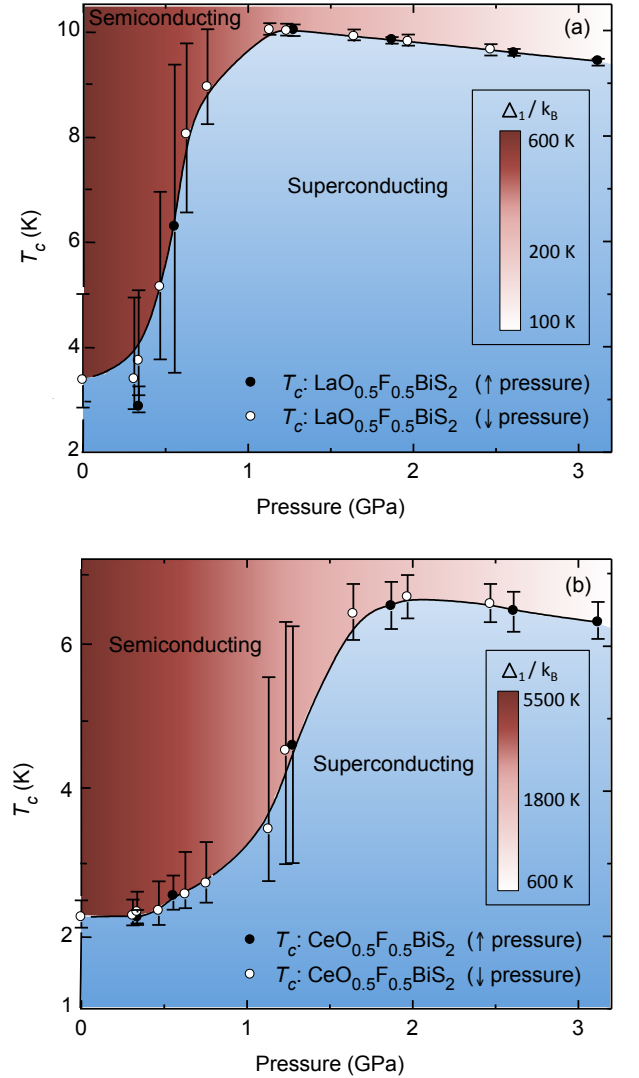 Semiconducting
(a)
10
8
6
4
2
T_c (K)
Δ₁ / k_B
600 K
200 K
100 K
Superconducting
T_c: LaO₀.₅F₀.₅BiS₂ (↑ pressure)
T_c: LaO₀.₅F₀.₅BiS₂ (↓ pressure)
0 1 2 3
Pressure (GPa)
(b)
6
4
2
1
T_c (K)
Semiconducting
Δ₁ / k_B
5500 K
1800 K
600 K
Superconducting
T_c: CeO₀.₅F₀.₅BiS₂ (↑ pressure)
T_c: CeO₀.₅F₀.₅BiS₂ (↓ pressure)
0 1 2 3
Pressure (GPa)